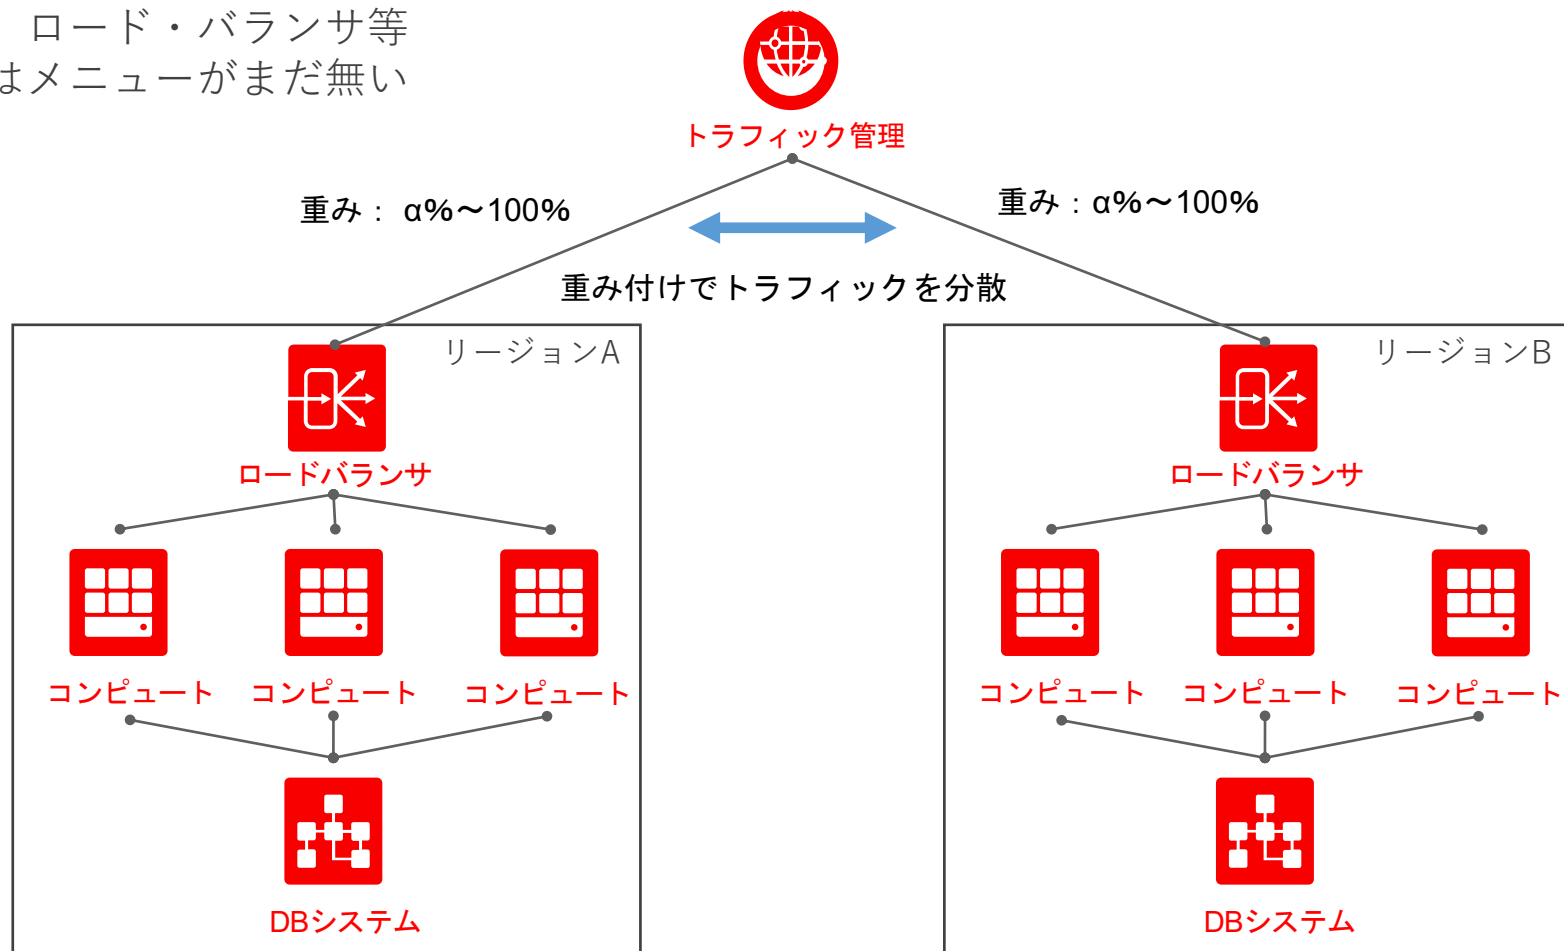 ロード・バランサ等
はメニューがまだ無い
トラフィック管理
重み： α%～100%
重み：α%～100%
重み付けでトラフィックを分散
リージョンA
リージョンB
ロードバランサ
ロードバランサ
コンピュート
コンピュート
コンピュート
コンピュート
コンピュート
コンピュート
DBシステム
DBシステム